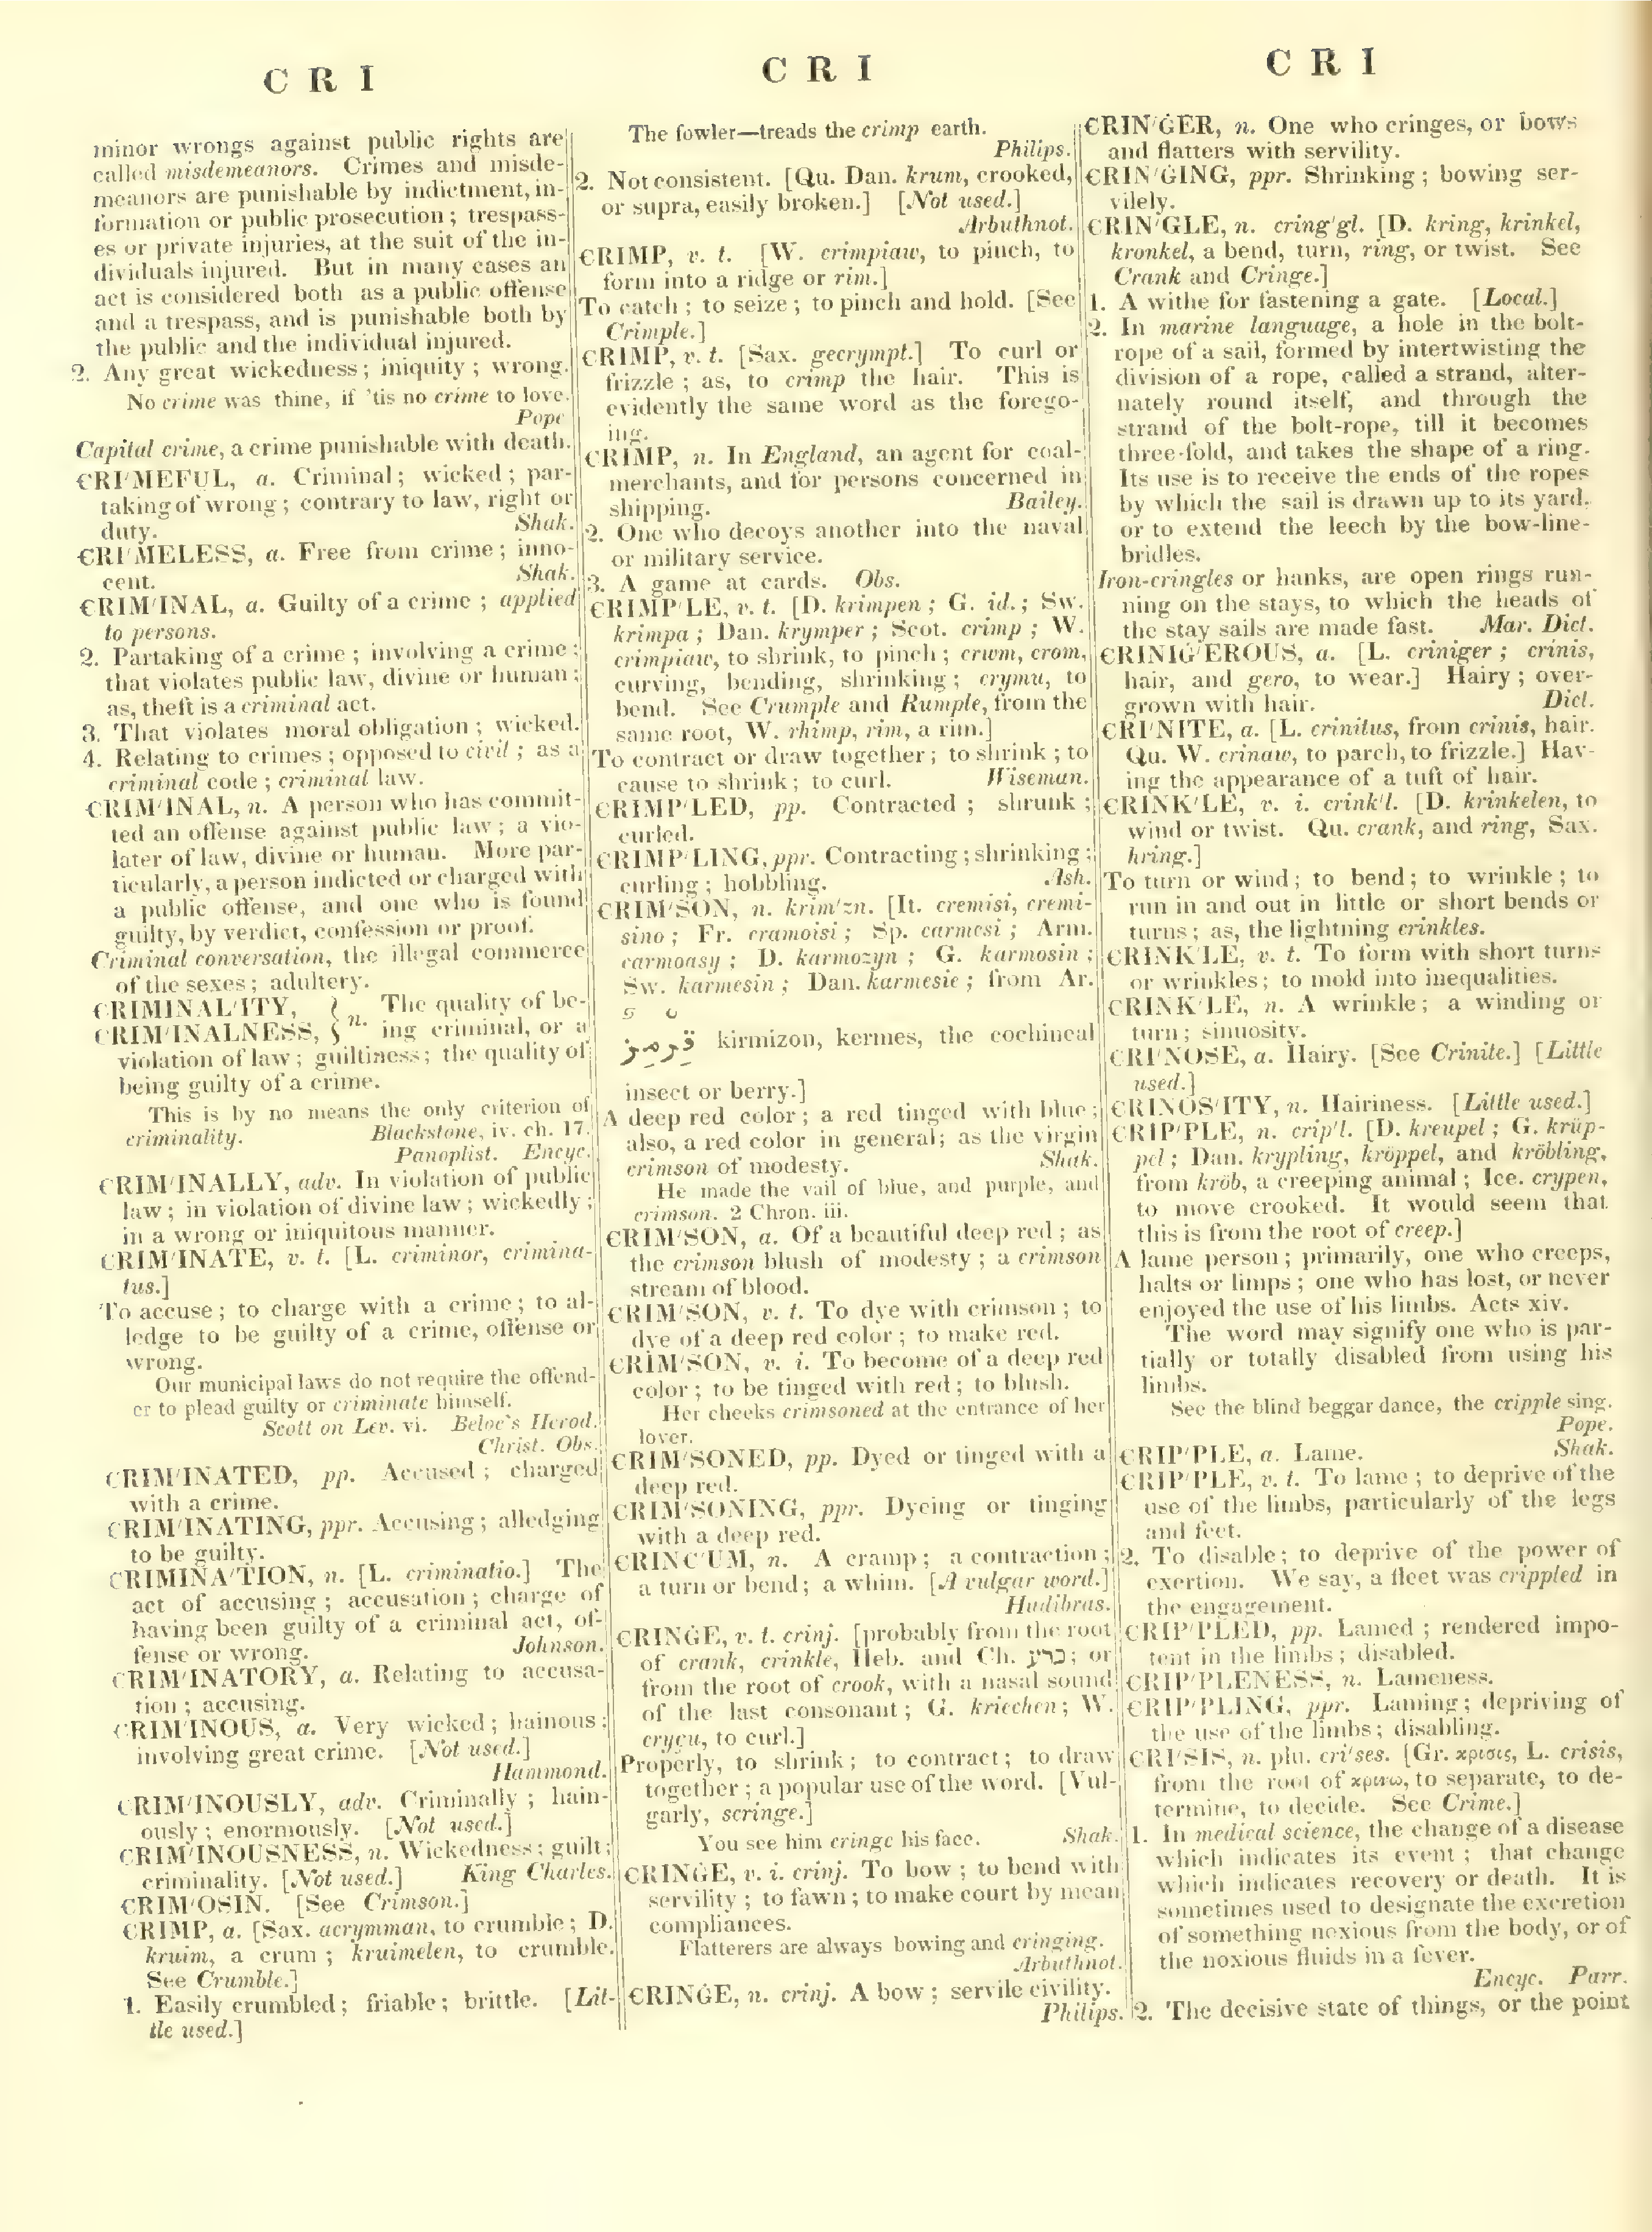 C R I
C R I
C R I
minor wrongs against public rights are
called misdemeanors. Crimes and misde-
meanors are punishable by indictment, in-
formation or public prosecution; trespass-
es or private injuries, at the suit of the in-
dividuals injured. But in many cases an
act is considered both as a public offense
and a trespass, and is punishable both by
the public and the individual injured.
2. Any great wickedness; iniquity; wrong.
No crime was thine, if 'tis no crime to love.
Pope
Capital crime, a crime punishable with death.
CRI'MEFUL, a. Criminal; wicked; par-
taking of wrong; contrary to law, right or
duty. Shak.
CRI'MELESS, a. Free from crime; inno-
cent. Shak.
CRIM'INAL, a. Guilty of a crime; applied
to persons.
2. Partaking of a crime; involving a crime;
that violates public law, divine or human;
as, theft is a criminal act.
3. That violates moral obligation; wicked.
4. Relating to crimes; opposed to civil; as a
criminal code; criminal law.
CRIM'INAL, n. A person who has commit-
ted an offense against public law; a vio-
later of law, divine or human. More par-
ticularly, a person indicted or charged with
a public offense, and one who is found
guilty, by verdict, confession or proof.
Criminal conversation, the illegal commerce
of the sexes; adultery.
CRIMINAL'ITY, } n. The quality of be-
CRIM'INALNESS, } ing criminal, or a
violation of law; guiltiness; the quality of
being guilty of a crime.
This is by no means the only criterion of
criminality. Blackstone, iv. ch. 17.
Panoplist. Encyc.
CRIM'INALLY, adv. In violation of public
law; in violation of divine law; wickedly;
in a wrong or iniquitous manner.
CRIM'INATE, v. t. [L. criminor, crimina-
tus.]
To accuse; to charge with a crime; to al-
ledge to be guilty of a crime, offense or
wrong.
Our municipal laws do not require the offend-
er to plead guilty or criminate himself.
Scott on Lev. vi. Beloe's Herod.
Christ. Obs.
CRIM'INATED, pp. Accused; charged
with a crime.
CRIM'INATING, ppr. Accusing; alledging
to be guilty.
CRIMINA'TION, n. [L. criminatio.] The
act of accusing; accusation; charge of
having been guilty of a criminal act, of-
fense or wrong. Johnson.
CRIM'INATORY, a. Relating to accusa-
tion; accusing.
CRIM'INOUS, a. Very wicked; hainous;
involving great crime. [Not used.]
Hammond.
CRIM'INOUSLY, adv. Criminally; hain-
ously; enormously. [Not used.]
CRIM'INOUSNESS, n. Wickedness; guilt;
criminality. [Not used.] King Charles.
CRIM'OSIN. [See Crimson.]
CRIMP, a. [Sax. acrymman, to crumble; D.
kruim, a crum; kruimelen, to crumble.
See Crumble.]
1. Easily crumbled; friable; brittle. [Lit-
tle used.]
The fowler—treads the crimp earth.
Philips.
2. Not consistent. [Qu. Dan. krum, crooked,
or supra, easily broken.] [Not used.]
Arbuthnot.
CRIMP, v. t. [W. crimpiaw, to pinch, to
form into a ridge or rim.]
To catch; to seize; to pinch and hold. [See
Crimple.]
CRIMP, v. t. [Sax. gecrympt.] To curl or
frizzle; as, to crimp the hair. This is
evidently the same word as the forego-
ing.
CRIMP, n. In England, an agent for coal-
merchants, and for persons concerned in
shipping. Bailey.
2. One who decoys another into the naval
or military service.
3. A game at cards. Obs.
CRIMP'LE, v. t. [D. krimpen; G. id.; Sw.
krimpa; Dan. krymper; Scot. crimp; W.
crimpiaw, to shrink, to pinch; crwm, crom,
curving, bending, shrinking; crymu, to
bend. See Crumple and Rumple, from the
same root, W. rhimp, rim, a rim.]
To contract or draw together; to shrink; to
cause to shrink; to curl. Wiseman.
CRIMP'LED, pp. Contracted; shrunk;
curled.
CRIMP'LING, ppr. Contracting; shrinking;
curling; hobbling. Ash.
CRIM'SON, n. krim'zn. [It. cremisi, cremi-
sino; Fr. cramoisi; Sp. carmesi; Arm.
carmoasy; D. karmozyn; G. karmosin;
Sw. karmesin; Dan. karmesie; from Ar.
قِرمِز kirmizon, kermes, the cochineal
insect or berry.]
A deep red color; a red tinged with blue;
also, a red color in general; as the virgin
crimson of modesty. Shak.
He made the vail of blue, and purple, and
crimson. 2 Chron. iii.
CRIM'SON, a. Of a beautiful deep red; as
the crimson blush of modesty; a crimson
stream of blood.
CRIM'SON, v. t. To dye with crimson; to
dye of a deep red color; to make red.
CRIM'SON, v. i. To become of a deep red
color; to be tinged with red; to blush.
Her cheeks crimsoned at the entrance of her
lover.
CRIM'SONED, pp. Dyed or tinged with a
deep red.
CRIM'SONING, ppr. Dyeing or tinging
with a deep red.
CRINC'UM, n. A cramp; a contraction;
a turn or bend; a whim. [A vulgar word.]
Hudibras.
CRINGE, v. t. crinj. [probably from the root
of crank, crinkle, Heb. and Ch. כרע; or
from the root of crook, with a nasal sound
of the last consonant; G. kriechen; W.
crycu, to curl.]
Properly, to shrink; to contract; to draw
together; a popular use of the word. [Vul-
garly, scringe.]
You see him cringe his face. Shak.
CRINGE, v. i. crinj. To bow; to bend with
servility; to fawn; to make court by mean
compliances.
Flatterers are always bowing and cringing.
Arbuthnot.
CRINGE, n. crinj. A bow; servile civility.
Philips.
CRIN'GER, n. One who cringes, or bows
and flatters with servility.
CRIN'GING, ppr. Shrinking; bowing ser-
vilely.
CRIN'GLE, n. cring'gl. [D. kring, krinkel,
kronkel, a bend, turn, ring, or twist. See
Crank and Cringe.]
1. A withe for fastening a gate. [Local.]
2. In marine language, a hole in the bolt-
rope of a sail, formed by intertwisting the
division of a rope, called a strand, alter-
nately round itself, and through the
strand of the bolt-rope, till it becomes
three-fold, and takes the shape of a ring.
Its use is to receive the ends of the ropes
by which the sail is drawn up to its yard,
or to extend the leech by the bow-line-
bridles.
Iron-cringles or hanks, are open rings run-
ning on the stays, to which the heads of
the stay sails are made fast. Mar. Dict.
CRINIG'EROUS, a. [L. criniger; crinis,
hair, and gero, to wear.] Hairy; over-
grown with hair. Dict.
CRI'NITE, a. [L. crinitus, from crinis, hair.
Qu. W. crinaw, to parch, to frizzle.] Hav-
ing the appearance of a tuft of hair.
CRINK'LE, v. i. crink'l. [D. krinkelen, to
wind or twist. Qu. crank, and ring, Sax.
hring.]
To turn or wind; to bend; to wrinkle; to
run in and out in little or short bends or
turns; as, the lightning crinkles.
CRINK'LE, v. t. To form with short turns
or wrinkles; to mold into inequalities.
CRINK'LE, n. A wrinkle; a winding or
turn; sinuosity.
CRI'NOSE, a. Hairy. [See Crinite.] [Little
used.]
CRINOS'ITY, n. Hairiness. [Little used.]
CRIP'PLE, n. crip'l. [D. kreupel; G. krüp-
pel; Dan. krypling, kröppel, and kröbling,
from kröb, a creeping animal; Ice. crypen,
to move crooked. It would seem that
this is from the root of creep.]
A lame person; primarily, one who creeps,
halts or limps; one who has lost, or never
enjoyed the use of his limbs. Acts xiv.
The word may signify one who is par-
tially or totally disabled from using his
limbs.
See the blind beggar dance, the cripple sing.
Pope.
CRIP'PLE, a. Lame. Shak.
CRIP'PLE, v. t. To lame; to deprive of the
use of the limbs, particularly of the legs
and feet.
2. To disable; to deprive of the power of
exertion. We say, a fleet was crippled in
the engagement.
CRIP'PLED, pp. Lamed; rendered impo-
tent in the limbs; disabled.
CRIP'PLENESS, n. Lameness.
CRIP'PLING, ppr. Laming; depriving of
the use of the limbs; disabling.
CRI'SIS, n. plu. cri'ses. [Gr. κρισις, L. crisis,
from the root of κρινω, to separate, to de-
termine, to decide. See Crime.]
1. In medical science, the change of a disease
which indicates its event; that change
which indicates recovery or death. It is
sometimes used to designate the excretion
of something noxious from the body, or of
the noxious fluids in a fever.
Encyc. Parr.
2. The decisive state of things, or the point